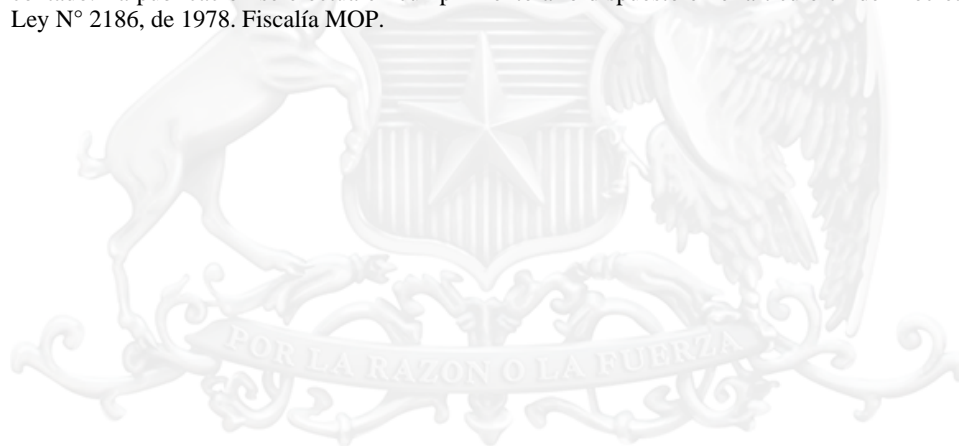 Ley N° 2186, de 1978. Fiscalía MOP.
POR LA RAZON O LA FUERZA